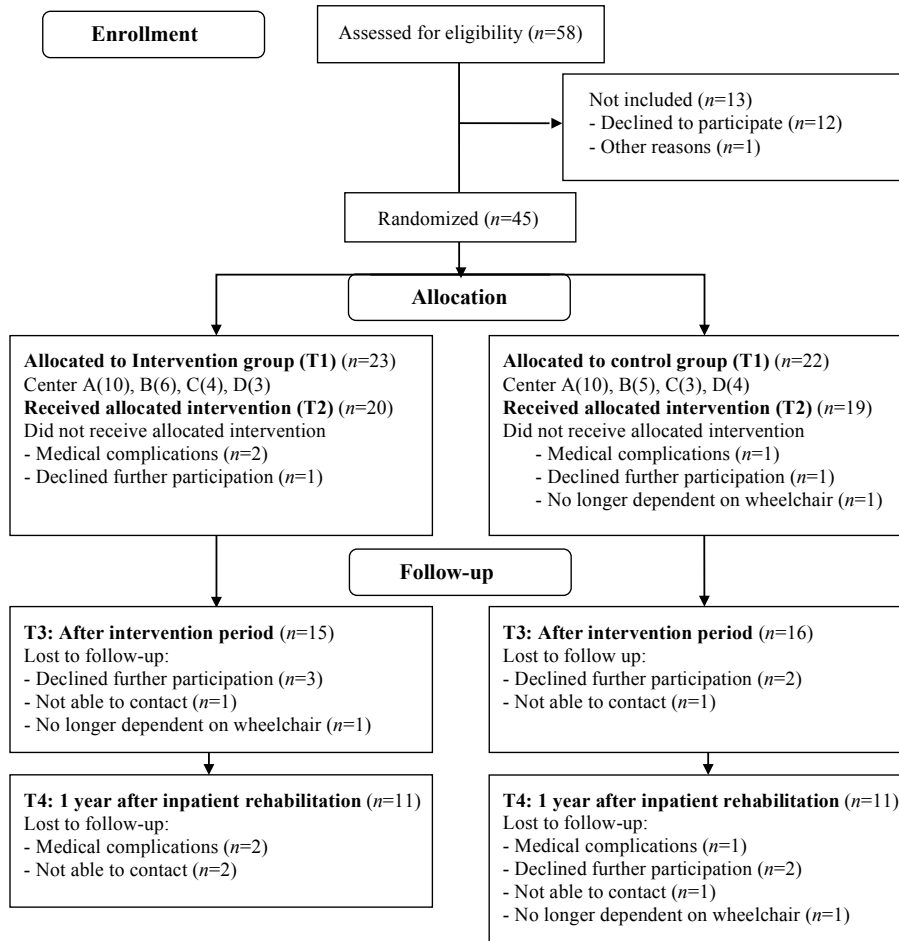 Enrollment
Assessed for eligibility (n=58)
Not included (n=13)
- Declined to participate (n=12)
- Other reasons (n=1)
Randomized (n=45)
Allocation
Allocated to Intervention group (T1) (n=23)
Center A(10), B(6), C(4), D(3)
Received allocated intervention (T2) (n=20)
Did not receive allocated intervention
- Medical complications (n=2)
- Declined further participation (n=1)
Allocated to control group (T1) (n=22)
Center A(10), B(5), C(3), D(4)
Received allocated intervention (T2) (n=19)
Did not receive allocated intervention
- Medical complications (n=1)
- Declined further participation (n=1)
- No longer dependent on wheelchair (n=1)
Follow-up
T3: After intervention period (n=15)
Lost to follow-up:
- Declined further participation (n=3)
- Not able to contact (n=1)
- No longer dependent on wheelchair (n=1)
T3: After intervention period (n=16)
Lost to follow up:
- Declined further participation (n=2)
- Not able to contact (n=1)
T4: 1 year after inpatient rehabilitation (n=11)
Lost to follow-up:
- Medical complications (n=2)
- Not able to contact (n=2)
T4: 1 year after inpatient rehabilitation (n=11)
Lost to follow-up:
- Medical complications (n=1)
- Declined further participation (n=2)
- Not able to contact (n=1)
- No longer dependent on wheelchair (n=1)